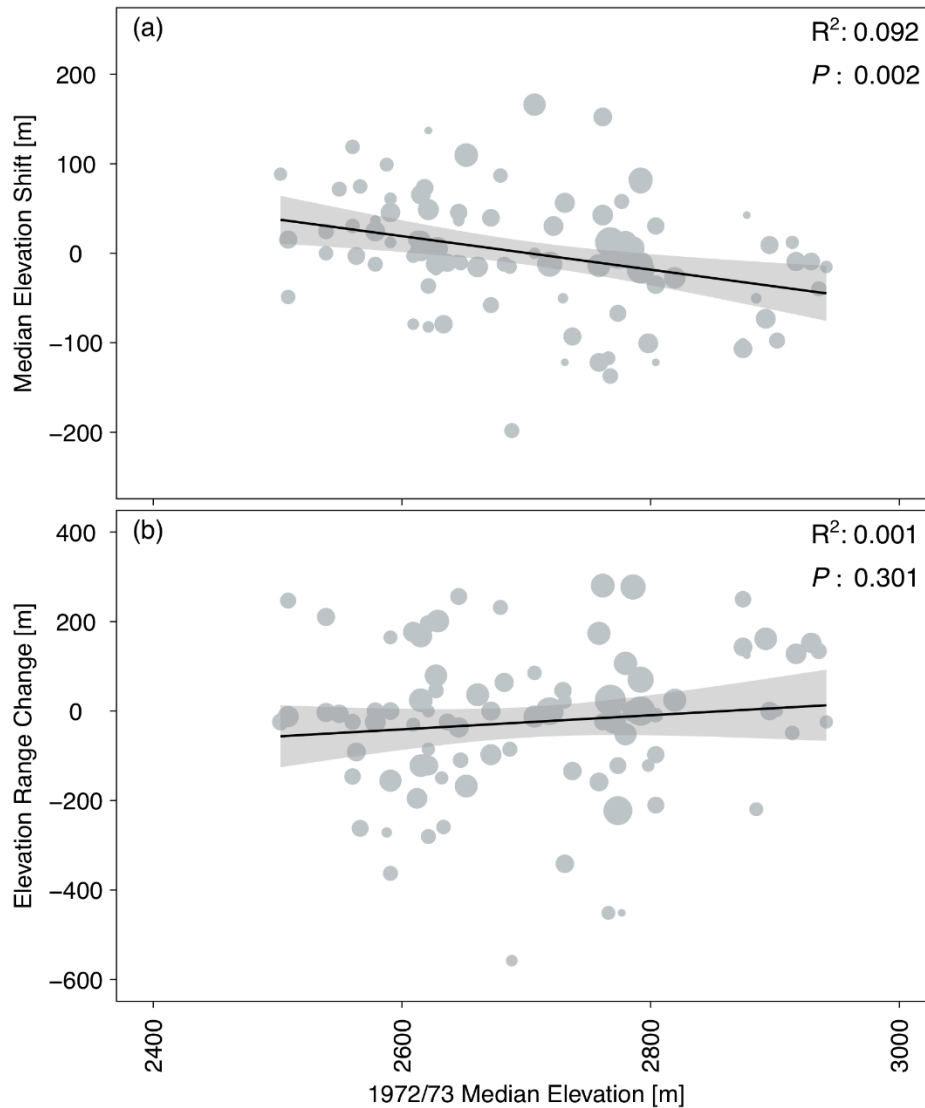 (a)
R²: 0.092
P : 0.002
200
100
0
−100
−200
Median Elevation Shift [m]
(b)
R²: 0.001
P : 0.301
400
200
0
−200
−400
−600
Elevation Range Change [m]
2400
2600
2800
3000
1972/73 Median Elevation [m]